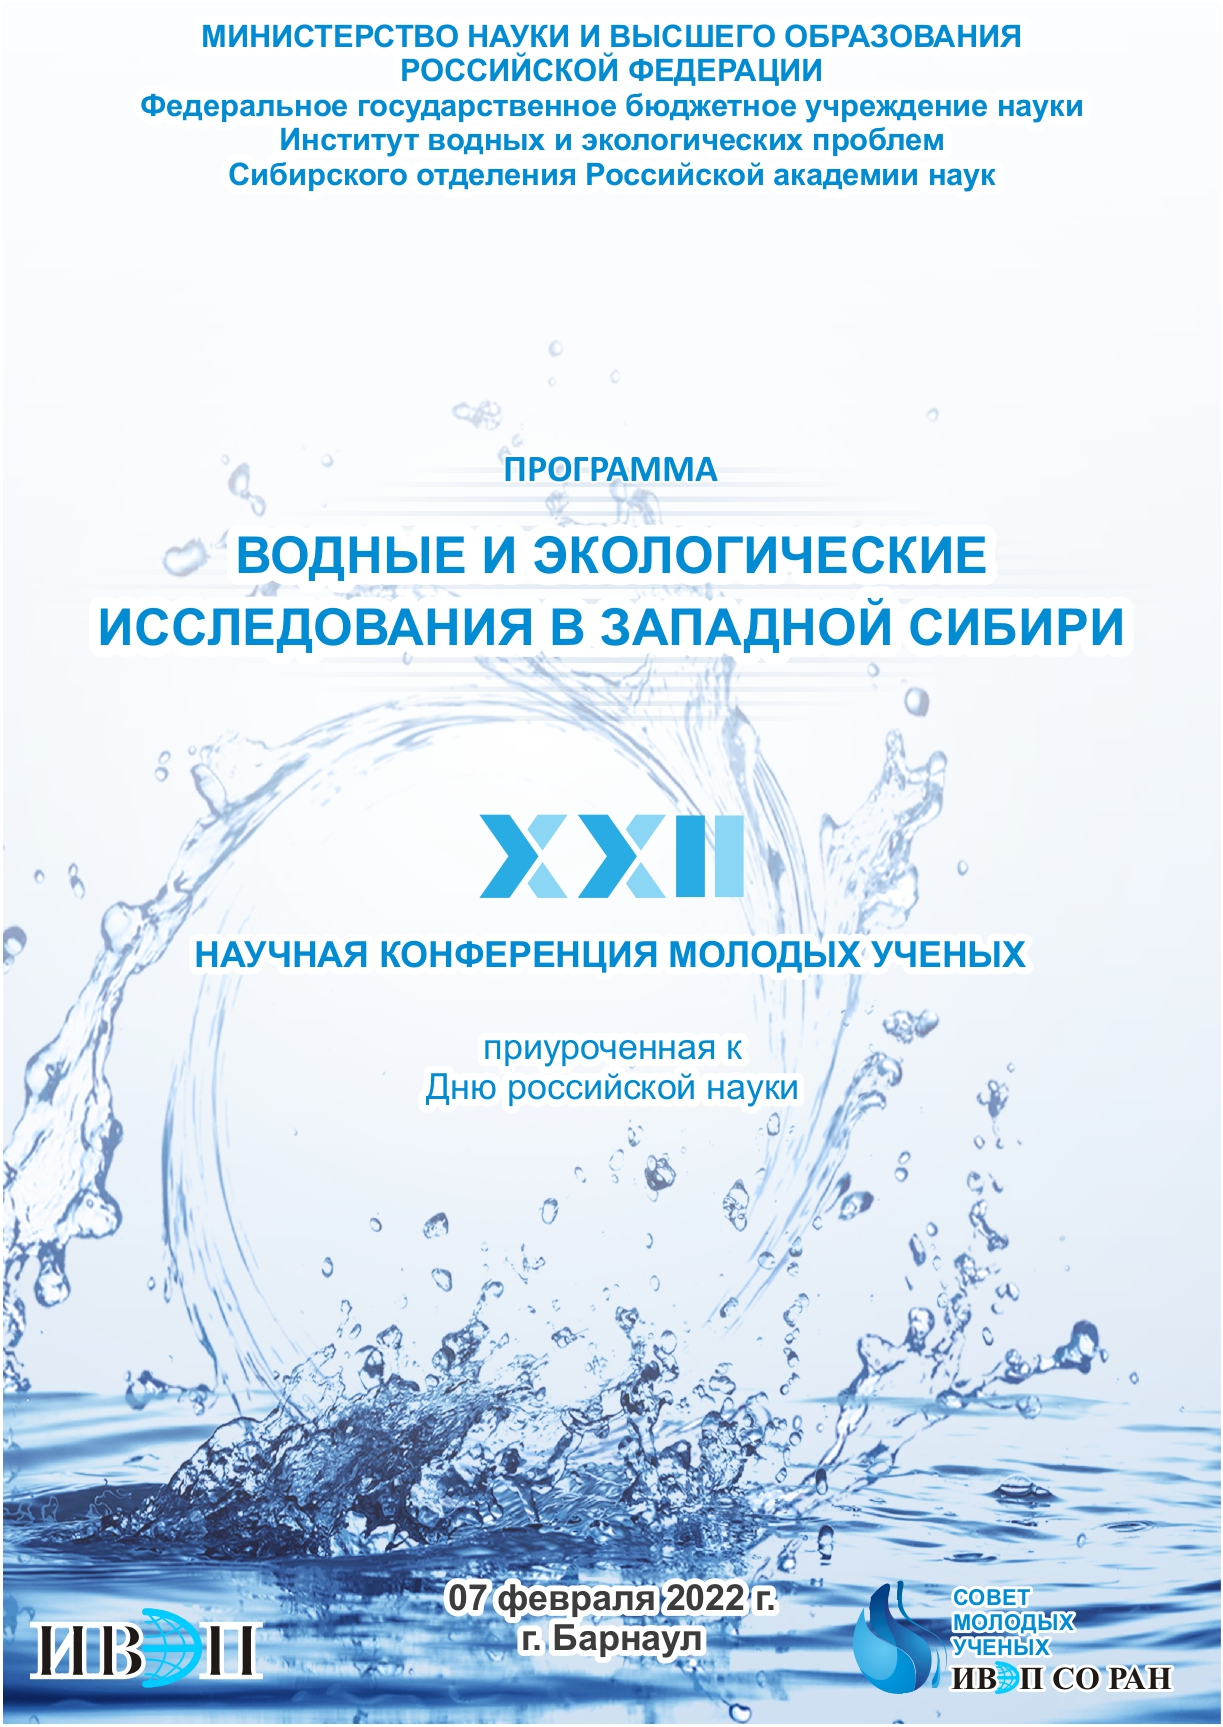 МИНИСТЕРСТВО НАУКИ И ВЫСШЕГО ОБРАЗОВАНИЯ
РОССИЙСКОЙ ФЕДЕРАЦИИ
Федеральное государственное бюджетное учреждение науки
Институт водных и экологических проблем
Сибирского отделения Российской академии наук
ПРОГРАММА
ВОДНЫЕ И ЭКОЛОГИЧЕСКИЕ
ИССЛЕДОВАНИЯ В ЗАПАДНОЙ СИБИРИ
XXII
НАУЧНАЯ КОНФЕРЕНЦИЯ МОЛОДЫХ УЧЕНЫХ
приуроченная к
Дню российской науки
07 февраля 2022 г.
г. Барнаул
ИВЭП
СОВЕТ
МОЛОДЫХ
УЧЕНЫХ
ИВЭП СО РАН